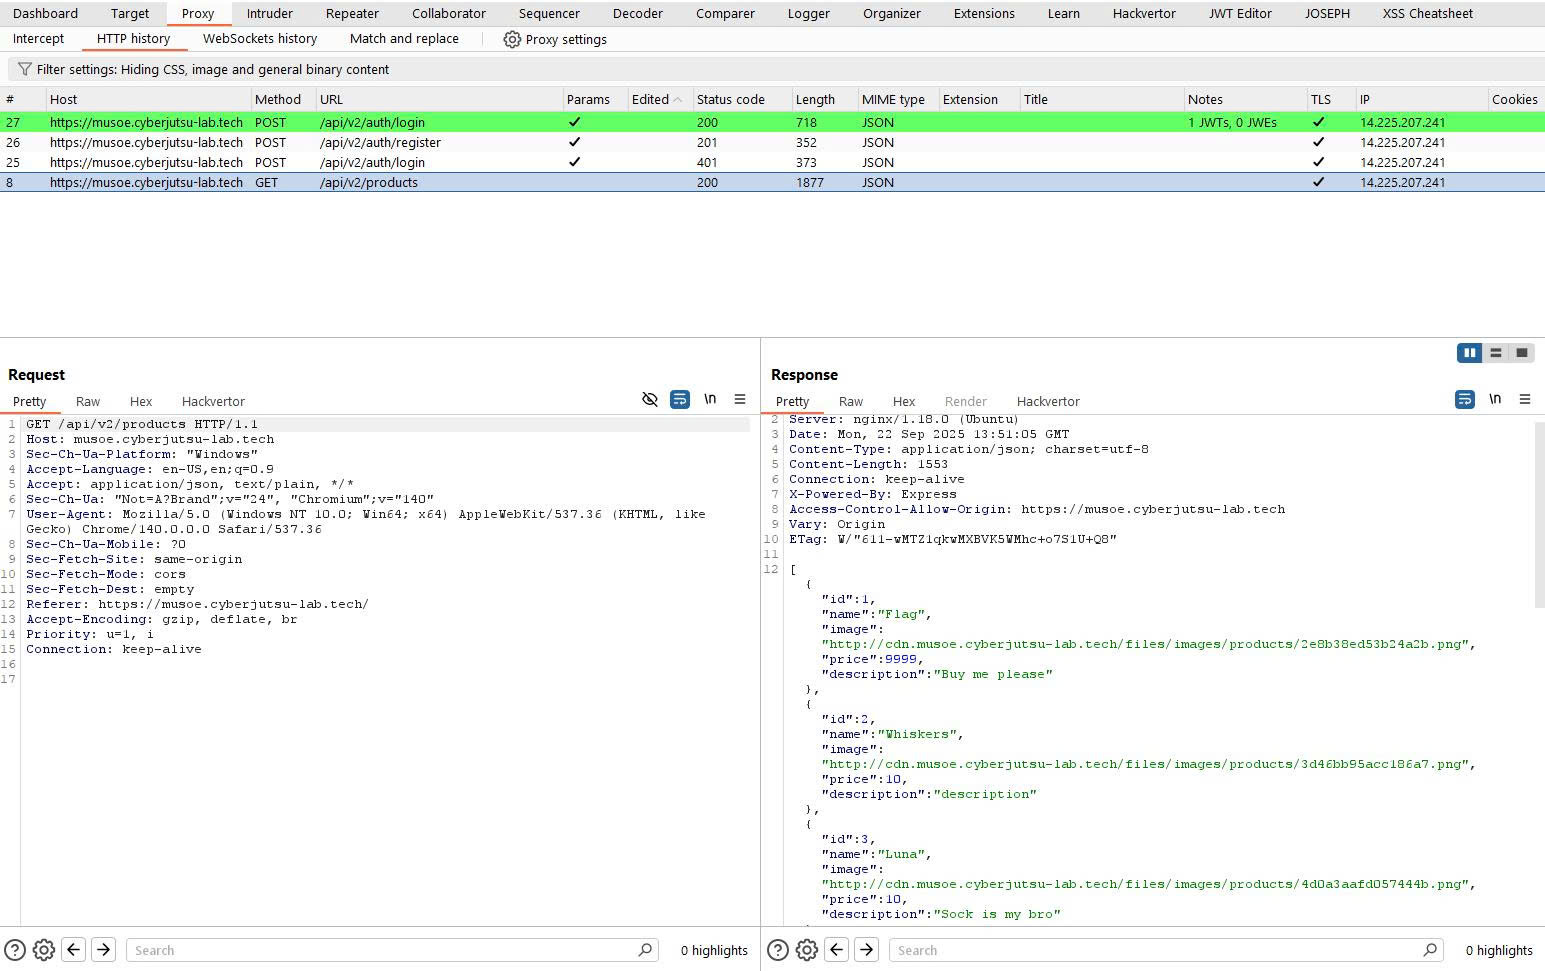 Dashboard Target Proxy Intruder Repeater Collaborator Sequencer Decoder Comparer Logger Organizer Extensions Learn Hackvertor JWT Editor JOSEPH XSS Cheatsheet
Intercept HTTP history WebSockets history Match and replace Proxy settings
Filter settings: Hiding CSS, image and general binary content
# Host Method URL Params Edited Status code Length MIME type Extension Title Notes TLS IP Cookies
27 https://musoe.cyberjutsu-lab.tech POST /api/v2/auth/login ✓ 200 718 JSON 1 JWTs, 0 JWEs ✓ 14.225.207.241
26 https://musoe.cyberjutsu-lab.tech POST /api/v2/auth/register ✓ 201 352 JSON ✓ 14.225.207.241
25 https://musoe.cyberjutsu-lab.tech POST /api/v2/auth/login ✓ 401 373 JSON ✓ 14.225.207.241
8 https://musoe.cyberjutsu-lab.tech GET /api/v2/products 200 1877 JSON ✓ 14.225.207.241
Request
Pretty Raw Hex Hackvertor \n
1 GET /api/v2/products HTTP/1.1
2 Host: musoe.cyberjutsu-lab.tech
3 Sec-Ch-Ua-Platform: "Windows"
4 Accept-Language: en-US,en;q=0.9
5 Accept: application/json, text/plain, */*
6 Sec-Ch-Ua: "Not=A?Brand";v="24", "Chromium";v="140"
7 User-Agent: Mozilla/5.0 (Windows NT 10.0; Win64; x64) AppleWebKit/537.36 (KHTML, like
Gecko) Chrome/140.0.0.0 Safari/537.36
8 Sec-Ch-Ua-Mobile: ?0
9 Sec-Fetch-Site: same-origin
10 Sec-Fetch-Mode: cors
11 Sec-Fetch-Dest: empty
12 Referer: https://musoe.cyberjutsu-lab.tech/
13 Accept-Encoding: gzip, deflate, br
14 Priority: u=1, i
15 Connection: keep-alive
16
17
Search 0 highlights
Response
Pretty Raw Hex Render Hackvertor \n
2 Server: nginx/1.18.0 (Ubuntu)
3 Date: Mon, 22 Sep 2025 13:51:05 GMT
4 Content-Type: application/json; charset=utf-8
5 Content-Length: 1553
6 Connection: keep-alive
7 X-Powered-By: Express
8 Access-Control-Allow-Origin: https://musoe.cyberjutsu-lab.tech
9 Vary: Origin
10 ETag: W/"611-wMTZ1qkwMXBVK5WMhc+o7S1U+Q8"
11
12 [
{
"id":1,
"name":"Flag",
"image":
"http://cdn.musoe.cyberjutsu-lab.tech/files/images/products/2e8b38ed53b24a2b.png",
"price":9999,
"description":"Buy me please"
},
{
"id":2,
"name":"Whiskers",
"image":
"http://cdn.musoe.cyberjutsu-lab.tech/files/images/products/3d46bb95acc186a7.png",
"price":10,
"description":"description"
},
{
"id":3,
"name":"Luna",
"image":
"http://cdn.musoe.cyberjutsu-lab.tech/files/images/products/4d0a3aafd057444b.png",
"price":10,
"description":"Sock is my bro"
Search 0 highlights